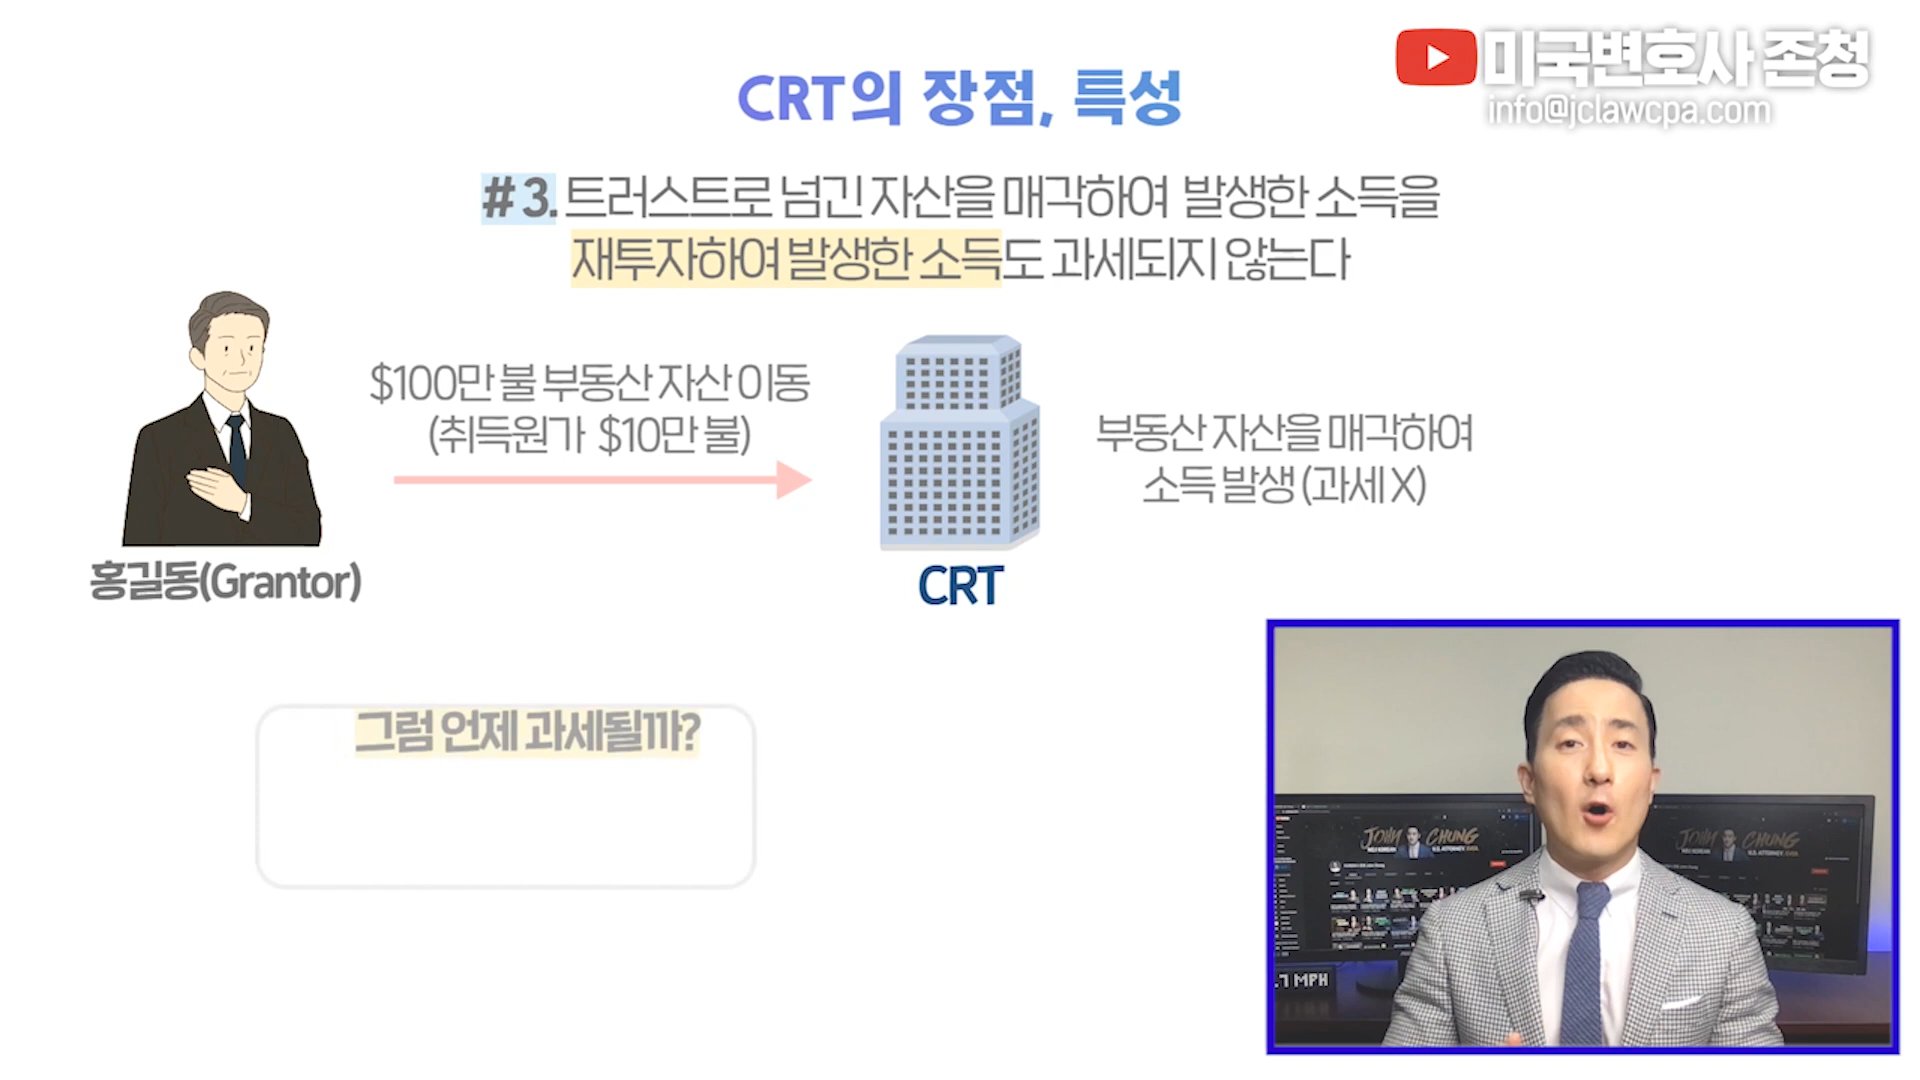 미국변호사 존청
info@jclawcpa.com
CRT의 장점, 특성
#3. 트러스트로 넘긴 자산을 매각하여 발생한 소득을
재투자하여 발생한 소득도 과세되지 않는다
$100만 불 부동산 자산 이동
(취득원가 $10만 불)
부동산 자산을 매각하여
소득 발생 (과세 X)
홍길동(Grantor)
CRT
그럼 언제 과세될까?
JOHN CHUNG
JOHN CHUNG
MPH